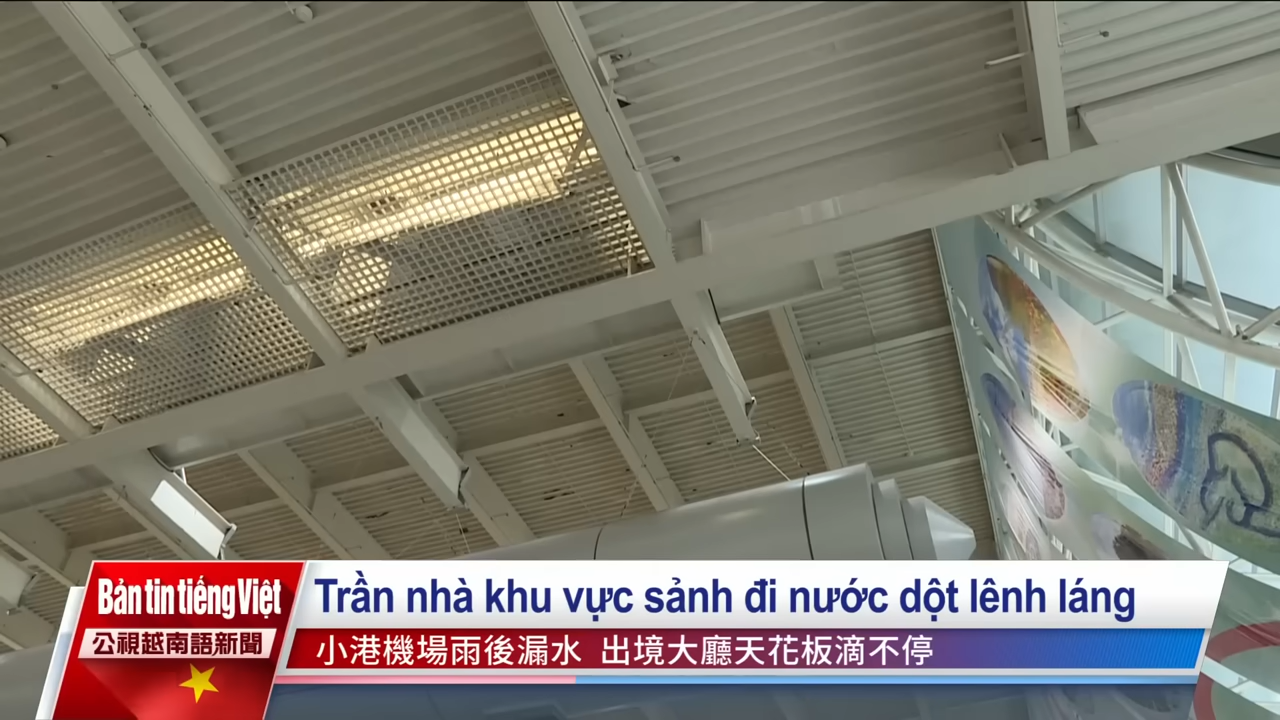 Trần nhà khu vực sảnh đi nước dột lênh láng
小港機場雨後漏水 出境大廳天花板滴不停
Bản tin tiếng Việt
公視越南語新聞